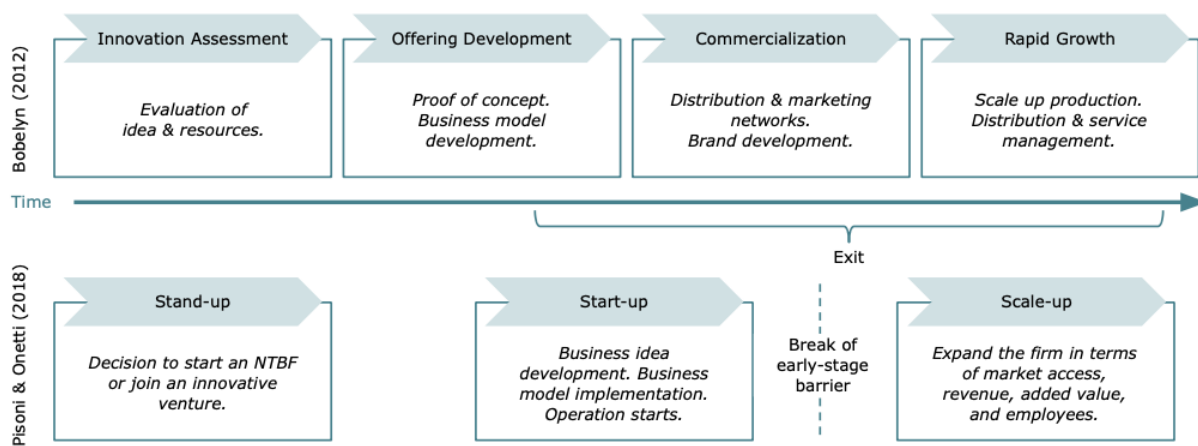 Bobelyn (2012)
Innovation Assessment
Evaluation of
idea & resources.
Offering Development
Proof of concept.
Business model
development.
Commercialization
Distribution & marketing
networks.
Brand development.
Rapid Growth
Scale up production.
Distribution & service
management.
Time
Exit
Pisoni & Onetti (2018)
Stand-up
Decision to start an NTBF
or join an innovative
venture.
Start-up
Business idea
development. Business
model implementation.
Operation starts.
Break of
early-stage
barrier
Scale-up
Expand the firm in terms
of market access,
revenue, added value,
and employees.